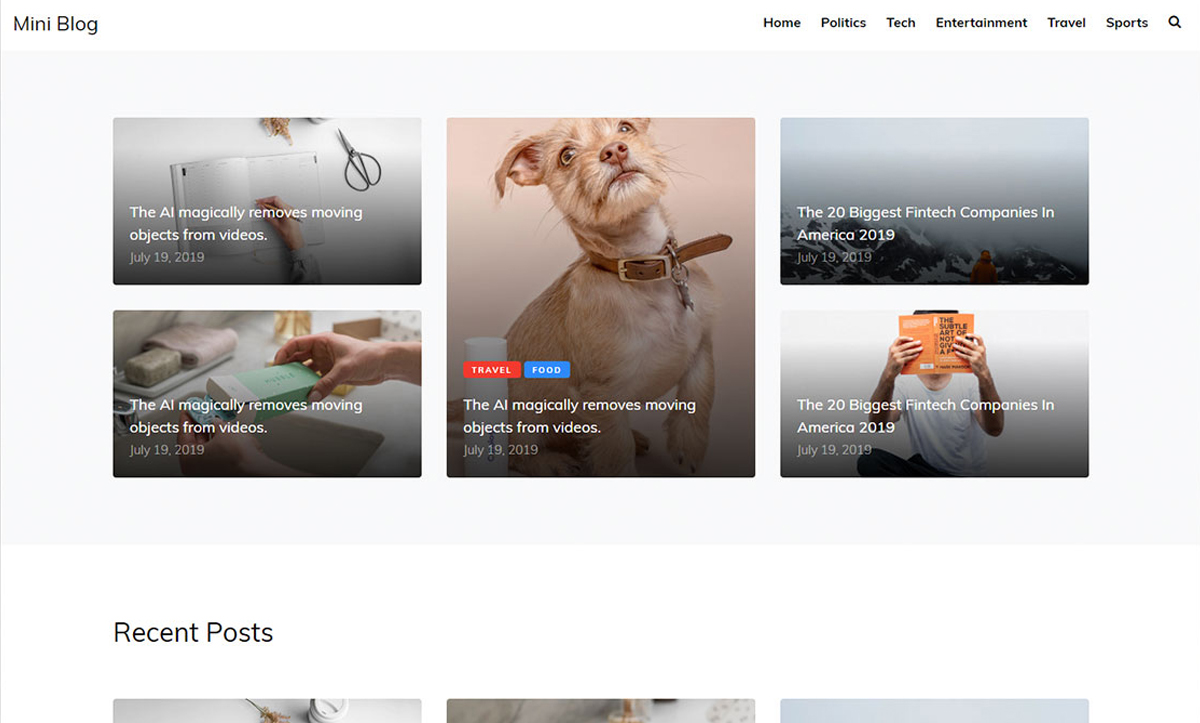 Mini Blog
Home Politics Tech Entertainment Travel Sports
The AI magically removes moving
objects from videos.
July 19, 2019
The AI magically removes moving
objects from videos.
July 19, 2019
TRAVEL FOOD
The AI magically removes moving
objects from videos.
July 19, 2019
The 20 Biggest Fintech Companies In
America 2019
July 19, 2019
THE
SUBTLE
ART OF
NOT
The 20 Biggest Fintech Companies In
America 2019
July 19, 2019
Recent Posts